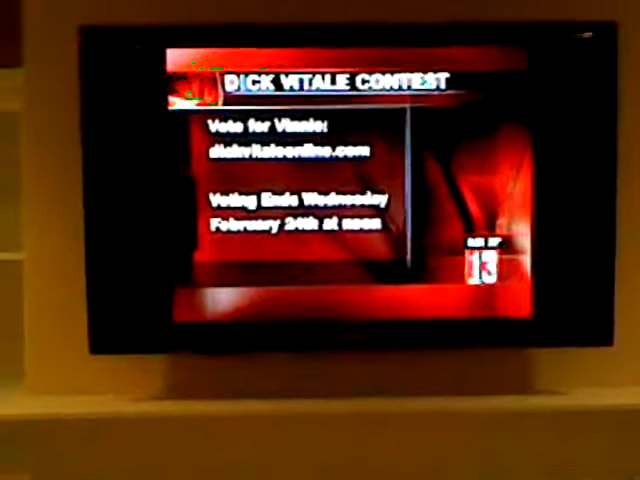 DICK VITALE CONTEST
Vote for Vinnie:
dickvitaleonline.com
Voting Ends Wednesday
February 24th at noon
13